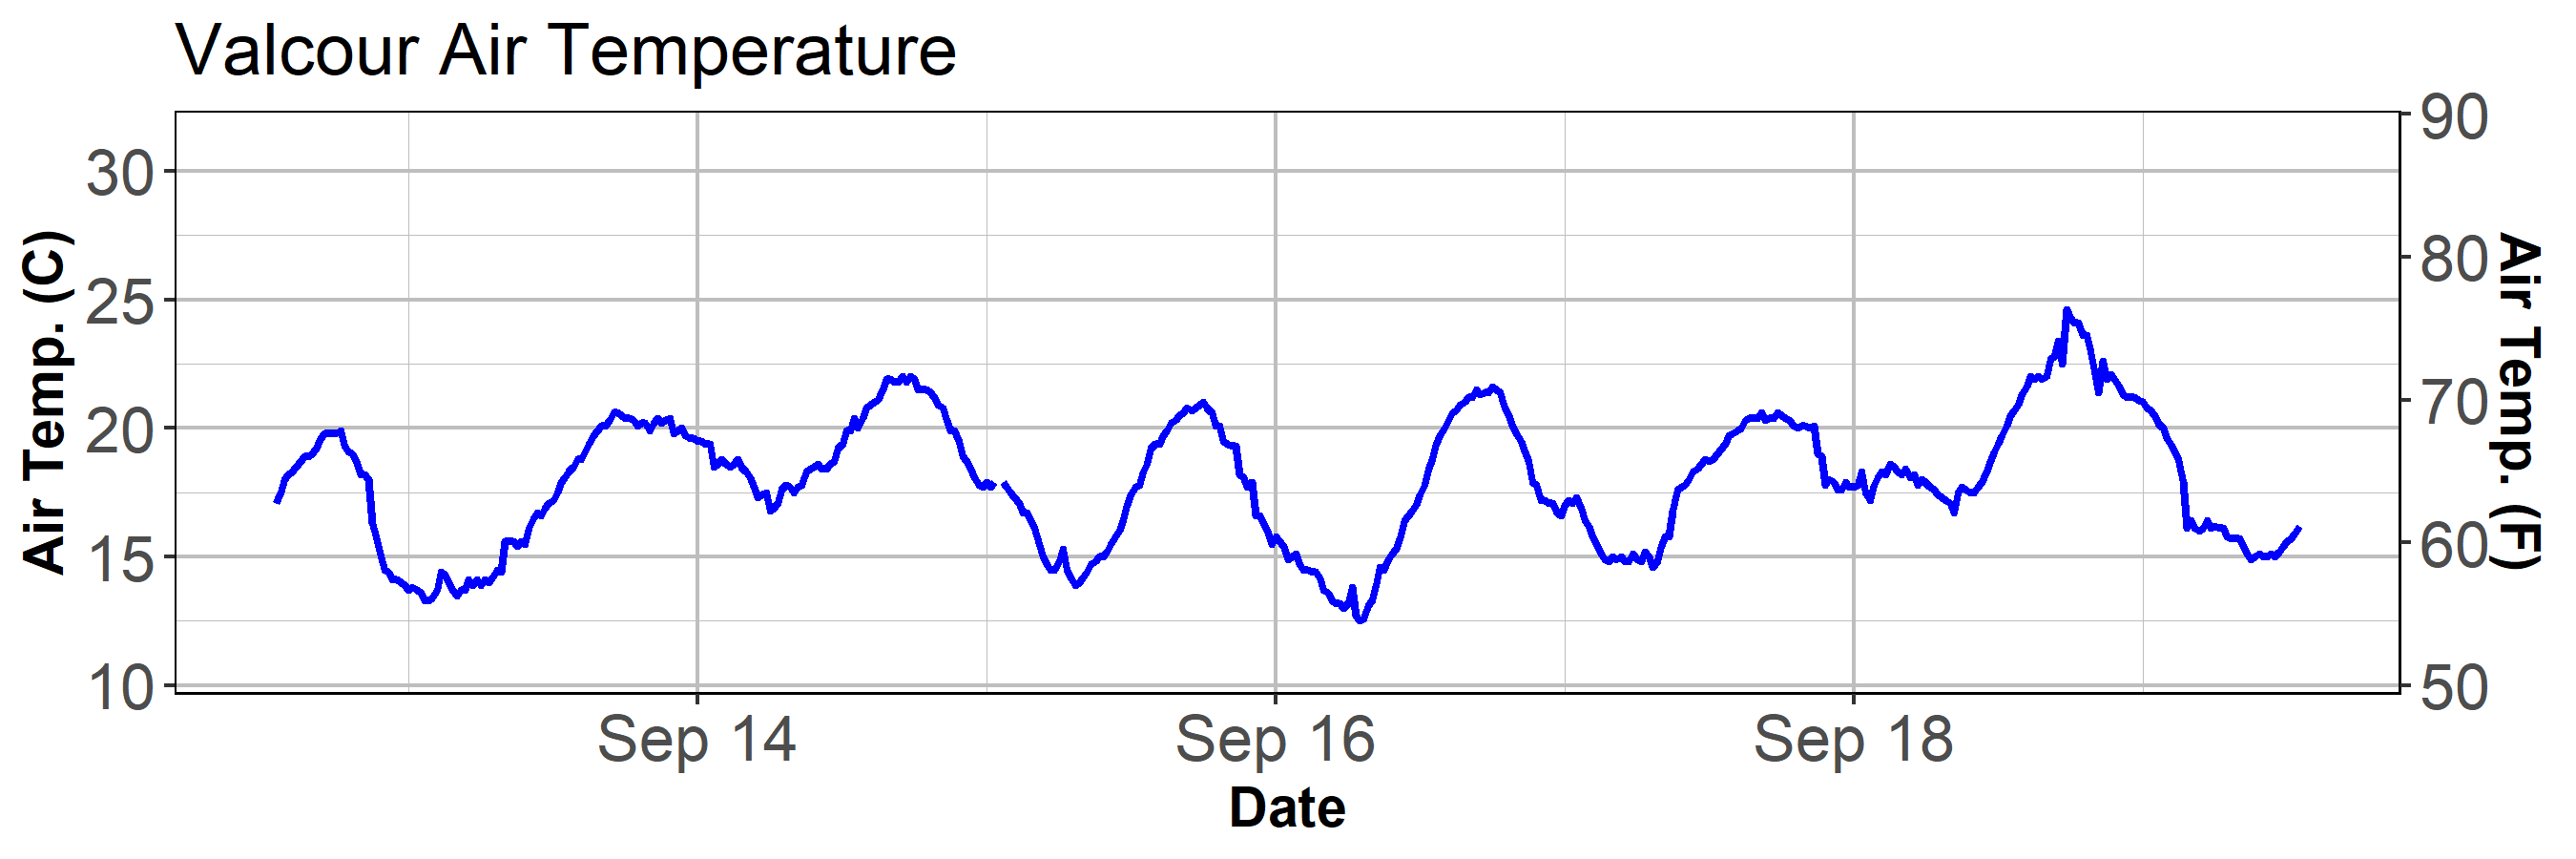 Valcour Air Temperature
Air Temp. (C)
30
25
20
15
10
90
80
70
60
50
Air Temp. (F)
Sep 14
Sep 16
Sep 18
Date